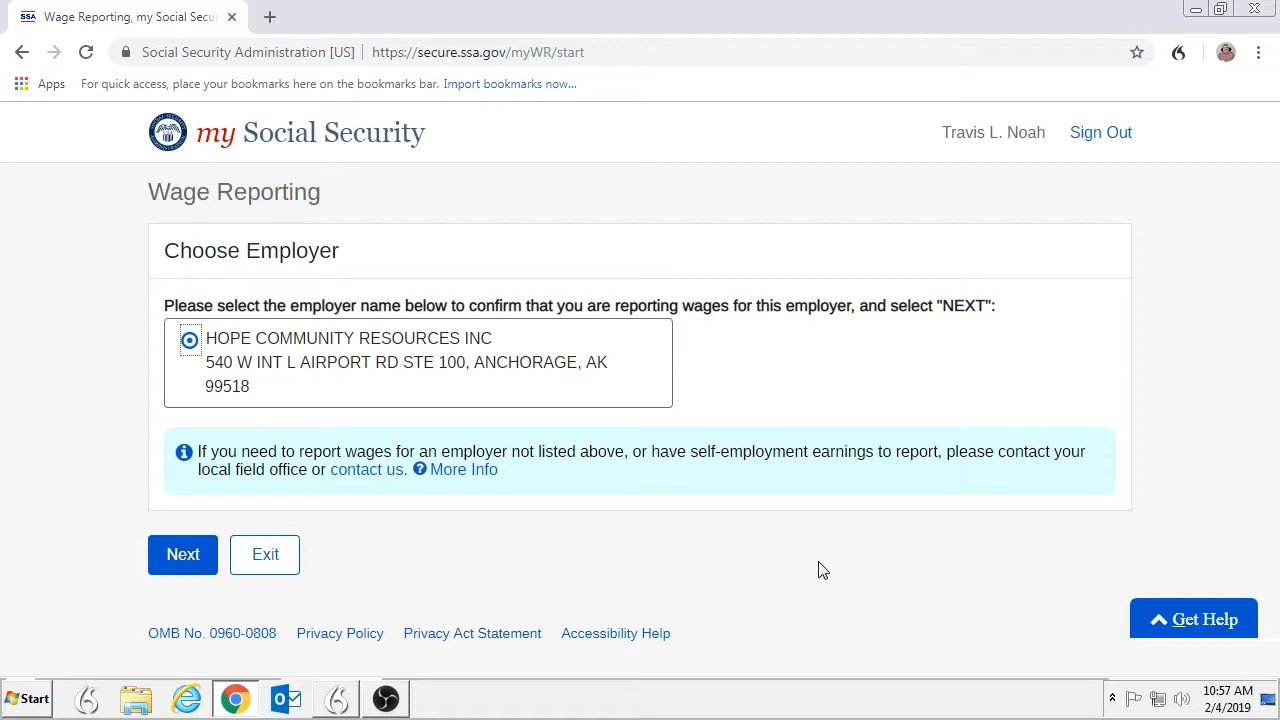 SSA Wage Reporting, my Social Secu
Social Security Administration [US] | https://secure.ssa.gov/myWR/start
Apps For quick access, place your bookmarks here on the bookmarks bar. Import bookmarks now...
my Social Security
Travis L. Noah Sign Out
Wage Reporting
Choose Employer
Please select the employer name below to confirm that you are reporting wages for this employer, and select "NEXT":
HOPE COMMUNITY RESOURCES INC
540 W INT L AIRPORT RD STE 100, ANCHORAGE, AK
99518
If you need to report wages for an employer not listed above, or have self-employment earnings to report, please contact your
local field office or contact us. More Info
Next Exit
Get Help
OMB No. 0960-0808 Privacy Policy Privacy Act Statement Accessibility Help
Start
10:57 AM
2/4/2019